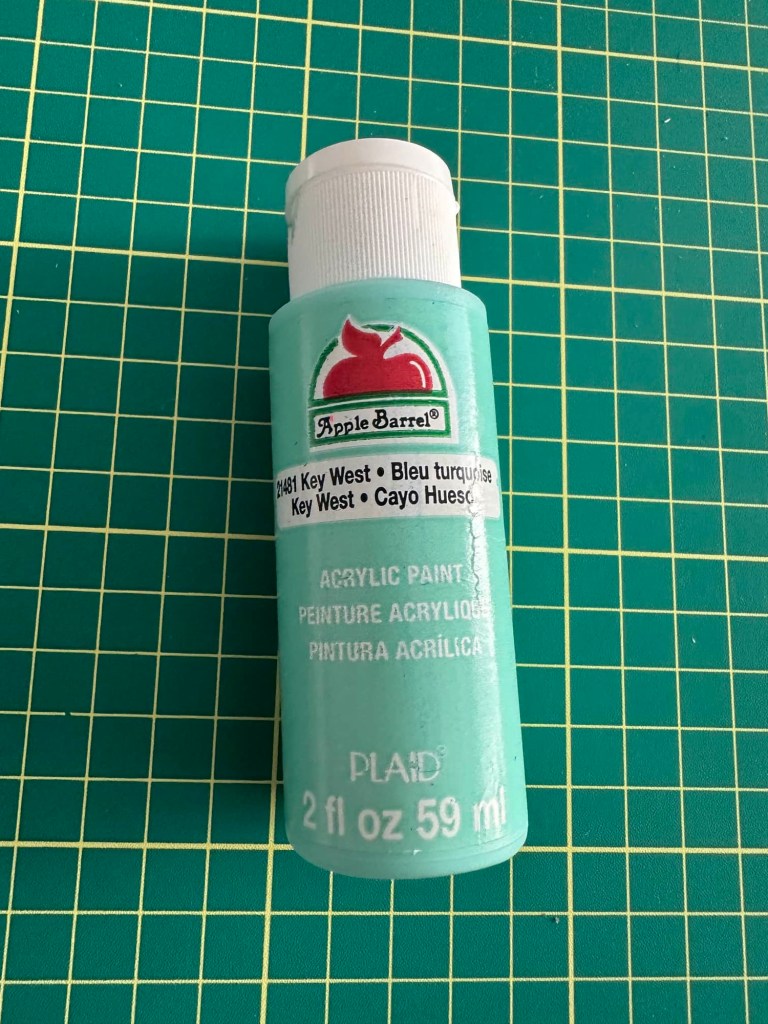 Apple Barrel®
21481 Key West • Bleu turquoise
Key West • Cayo Hueso
ACRYLIC PAINT
PEINTURE ACRYLIQUE
PINTURA ACRÍLICA
PLAID®
2 fl oz 59 ml